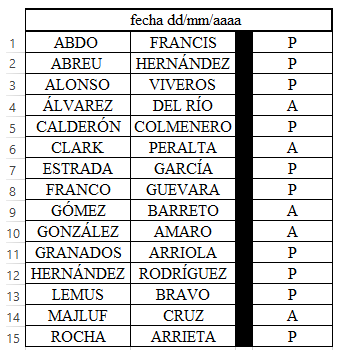 fecha dd/mm/aaaa
1 ABDO FRANCIS P
2 ABREU HERNÁNDEZ P
3 ALONSO VIVEROS P
4 ÁLVAREZ DEL RÍO A
5 CALDERÓN COLMENERO P
6 CLARK PERALTA A
7 ESTRADA GARCÍA P
8 FRANCO GUEVARA P
9 GÓMEZ BARRETO A
10 GONZÁLEZ AMARO A
11 GRANADOS ARRIOLA P
12 HERNÁNDEZ RODRÍGUEZ P
13 LEMUS BRAVO P
14 MAJLUF CRUZ A
15 ROCHA ARRIETA P